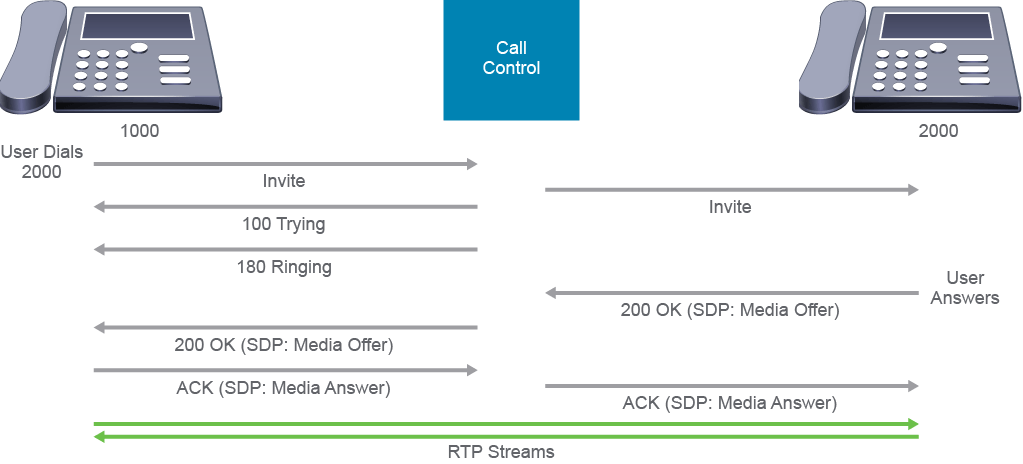 Call
Control
1000
2000
User Dials
2000
Invite
Invite
100 Trying
180 Ringing
User
Answers
200 OK (SDP: Media Offer)
200 OK (SDP: Media Offer)
ACK (SDP: Media Answer)
ACK (SDP: Media Answer)
RTP Streams